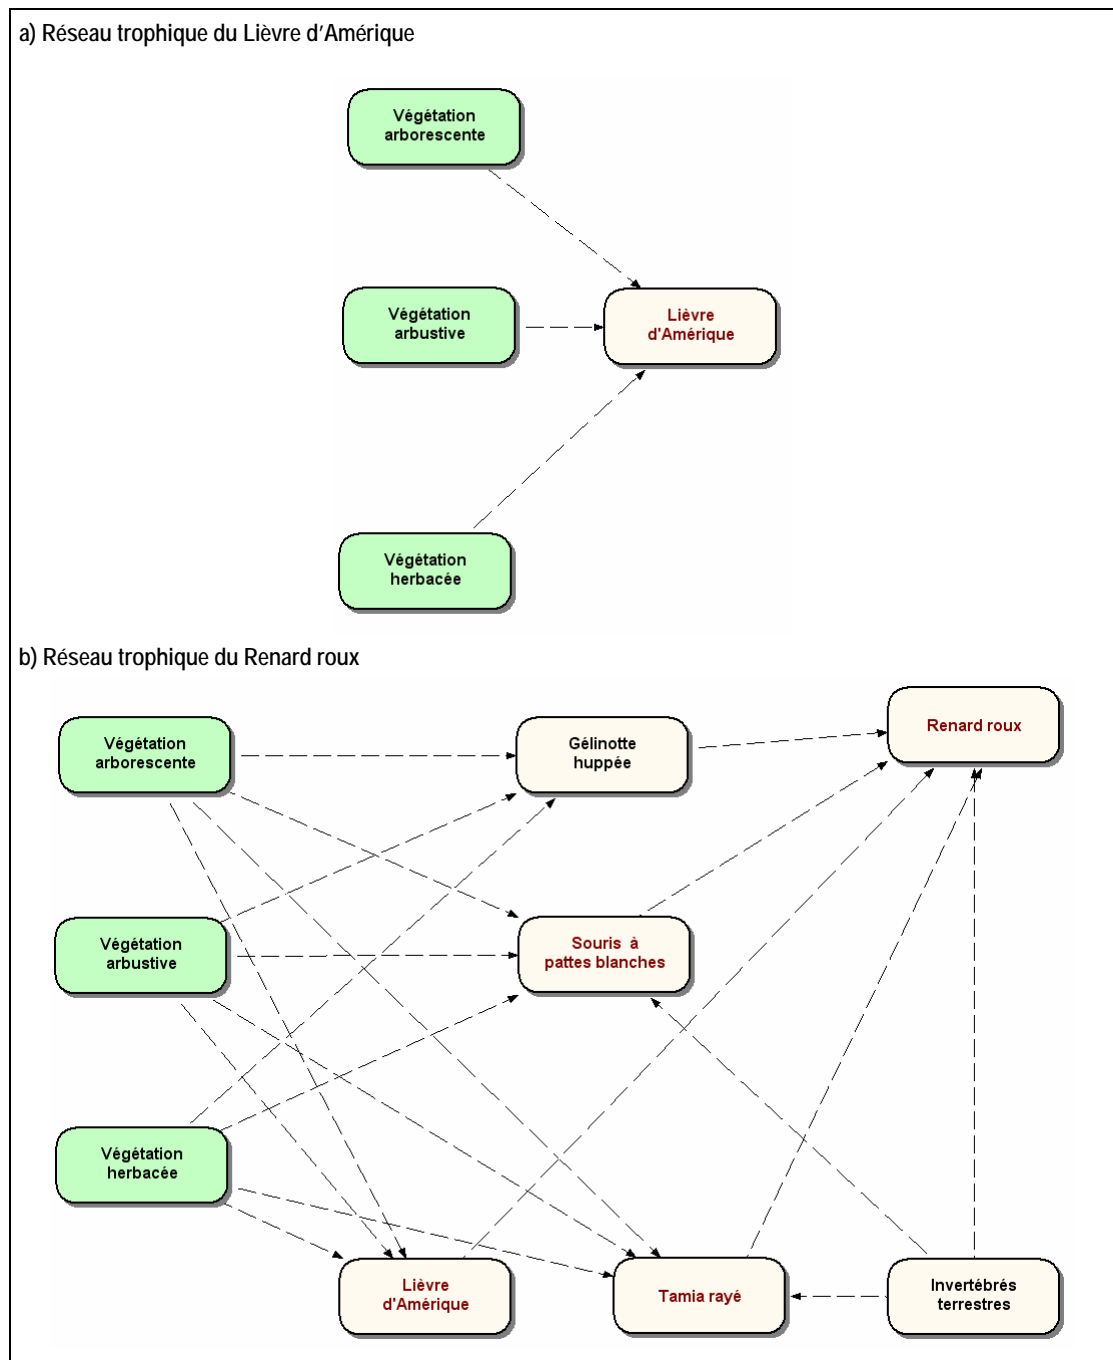 a) Réseau trophique du Lièvre d'Amérique
Végétation
arborescente
Végétation
arbustive
Lièvre
d'Amérique
Végétation
herbacée
b) Réseau trophique du Renard roux
Végétation
arborescente
Gélinotte
huppée
Renard roux
Végétation
arbustive
Souris à
pattes blanches
Végétation
herbacée
Lièvre
d'Amérique
Tamia rayé
Invertébrés
terrestres